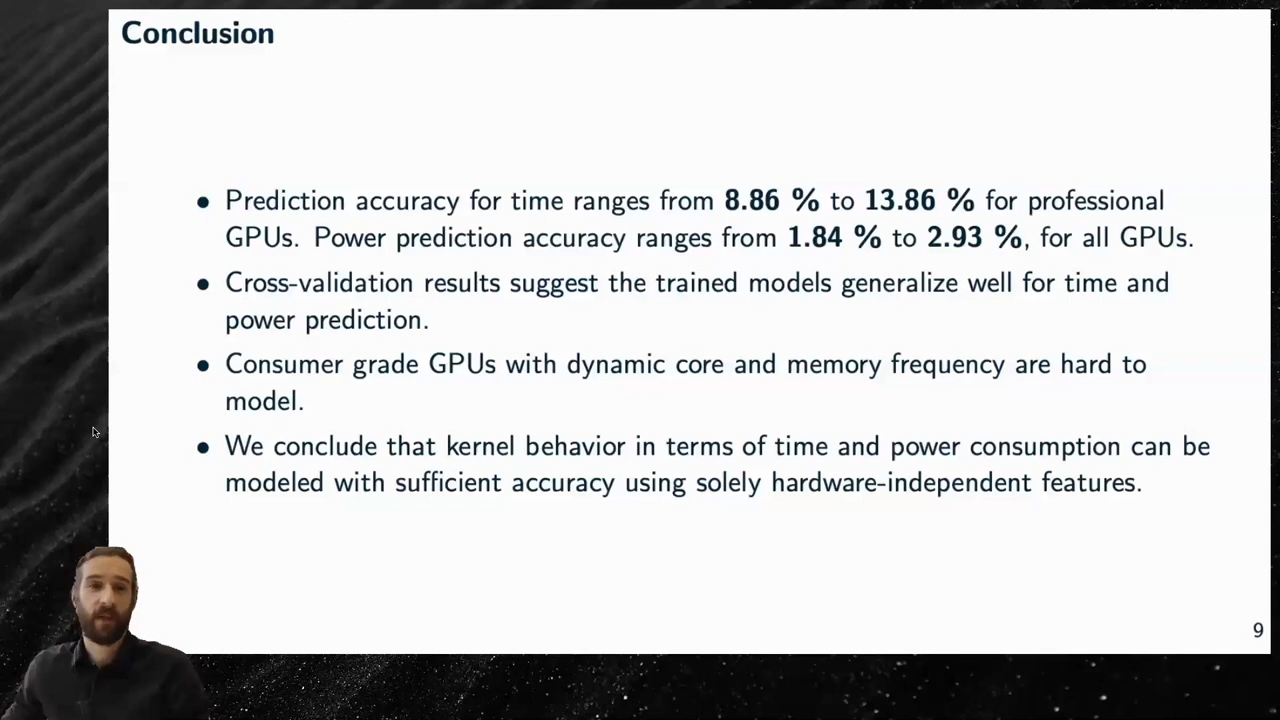 Conclusion
• Prediction accuracy for time ranges from 8.86 % to 13.86 % for professional
GPUs. Power prediction accuracy ranges from 1.84 % to 2.93 %, for all GPUs.
• Cross-validation results suggest the trained models generalize well for time and
power prediction.
• Consumer grade GPUs with dynamic core and memory frequency are hard to
model.
• We conclude that kernel behavior in terms of time and power consumption can be
modeled with sufficient accuracy using solely hardware-independent features.
9